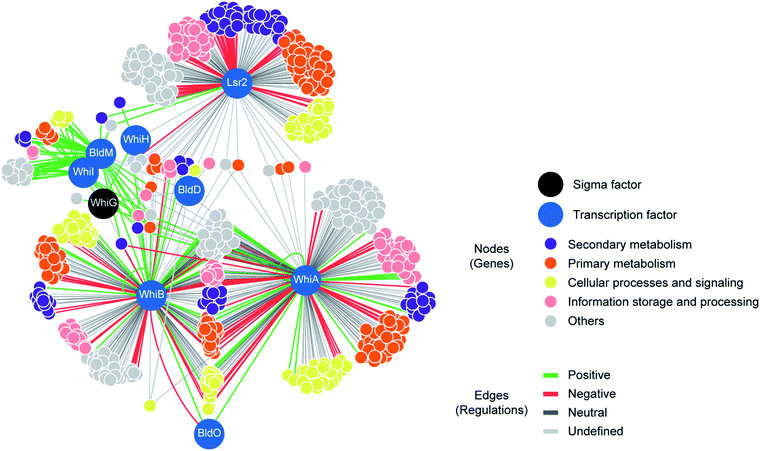 Lsr2
WhiH
BldM
WhiI
WhiG
BldD
WhiB
WhiA
BldO
Sigma factor
Transcription factor
Nodes
(Genes)
Secondary metabolism
Primary metabolism
Cellular processes and signaling
Information storage and processing
Others
Edges
(Regulations)
Positive
Negative
Neutral
Undefined